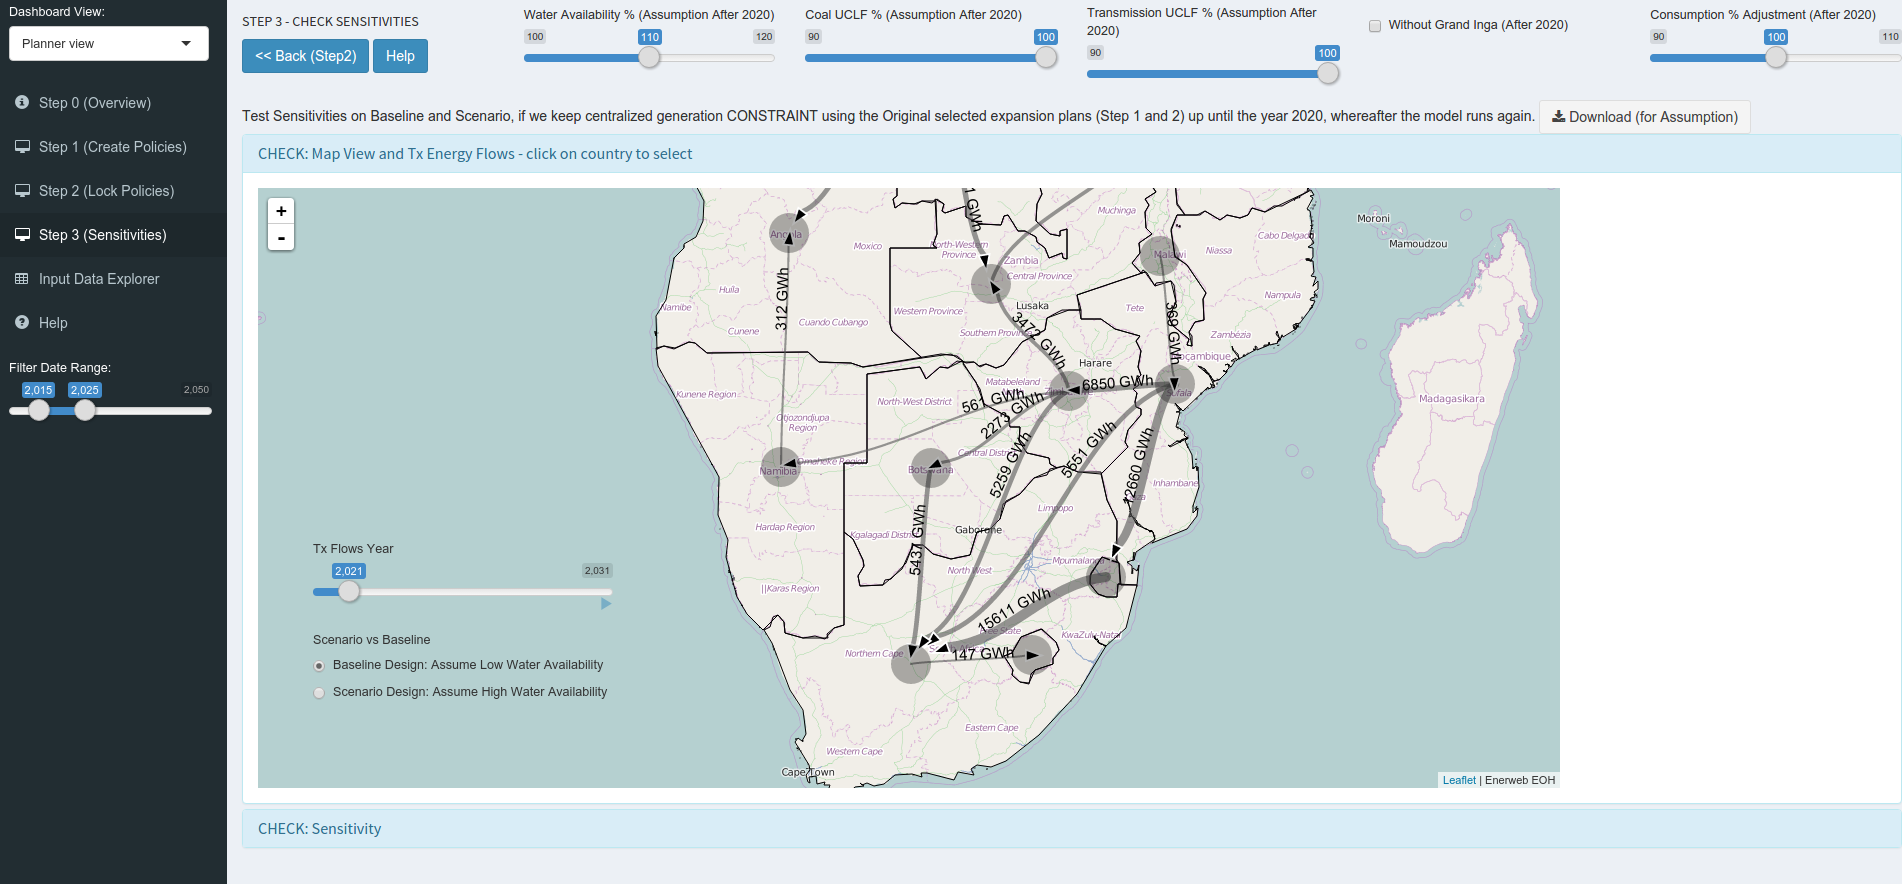 Dashboard View:
Planner view
Step 0 (Overview)
Step 1 (Create Policies)
Step 2 (Lock Policies)
Step 3 (Sensitivities)
Input Data Explorer
Help
Filter Date Range:
2,015
2,025
2,050
STEP 3 - CHECK SENSITIVITIES
<< Back (Step2)
Help
Water Availability % (Assumption After 2020)
100
110
120
Coal UCLF % (Assumption After 2020)
90
100
Transmission UCLF % (Assumption After
2020)
90
100
Without Grand Inga (After 2020)
Consumption % Adjustment (After 2020)
90
100
110
Test Sensitivities on Baseline and Scenario, if we keep centralized generation CONSTRAINT using the Original selected expansion plans (Step 1 and 2) up until the year 2020, whereafter the model runs again.
Download (for Assumption)
CHECK: Map View and Tx Energy Flows - click on country to select
+
-
Angola
Moxico
North-Western
Province
Zambia
Central Province
Muchinga
Malawi
Niassa
Cabo Delgado
Moroni
Mamoudzou
Huíla
Namibe
Cunene
Cuando Cubango
Western Province
Lusaka
Southern Province
Tete
Nampula
Zambézia
Moçambique
312 GWh
3472 GWh
369 GWh
Harare
Kunene Region
North-West District
Matabeleland
6850 GWh
Sofala
Madagasikara
561 GWh
2273 GWh
Otjozondjupa
Region
Omaheke Region
Namibia
Botswana
Central District
5259 GWh
5551 GWh
12660 GWh
Inhambane
Limpopo
Hardap Region
Kgalagadi District
Gaborone
5437 GWh
North West
Mpumalanga
||Karas Region
15611 GWh
Free State
KwaZulu-Natal
Northern Cape
147 GWh
Eastern Cape
Western Cape
Cape Town
Tx Flows Year
2,021
2,031
Scenario vs Baseline
Baseline Design: Assume Low Water Availability
Scenario Design: Assume High Water Availability
Leaflet | Enerweb EOH
CHECK: Sensitivity